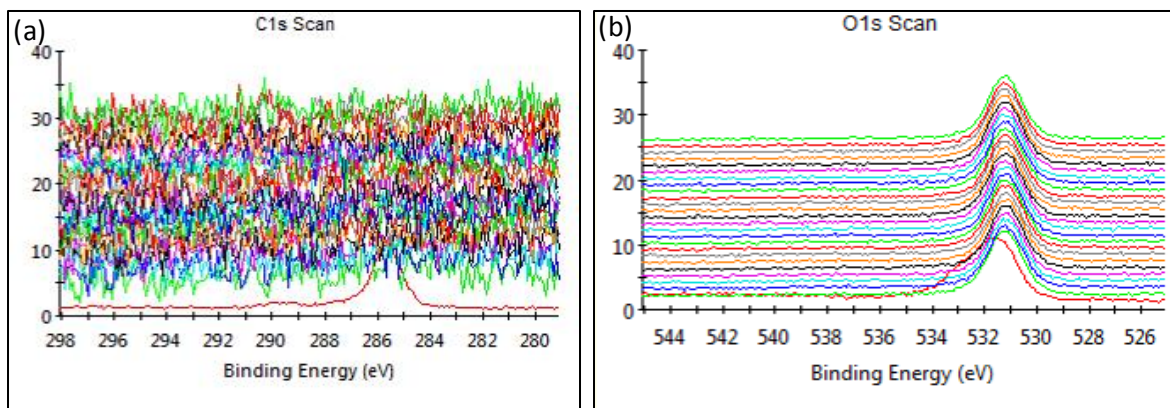 (a)
C1s Scan
40
30
20
10
0
298 296 294 292 290 288 286 284 282 280
Binding Energy (eV)
(b)
O1s Scan
40
30
20
10
0
544 542 540 538 536 534 532 530 528 526
Binding Energy (eV)